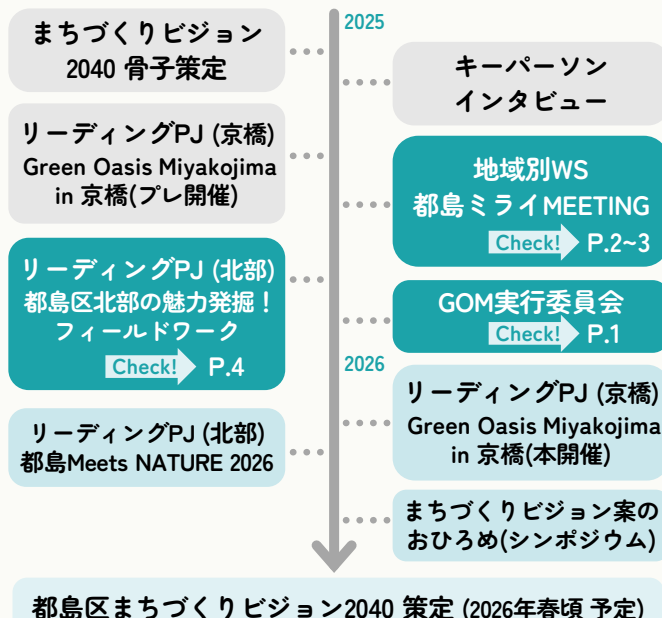 2025
まちづくりビジョン
2040 骨子策定
キーパーソン
インタビュー
リーディングPJ (京橋)
Green Oasis Miyakojima
in 京橋(プレ開催)
地域別WS
都島ミライMEETING
Check! P.2~3
リーディングPJ (北部)
都島区北部の魅力発掘！
フィールドワーク
Check! P.4
GOM実行委員会
Check! P.1
2026
リーディングPJ (京橋)
Green Oasis Miyakojima
in 京橋(本開催)
リーディングPJ (北部)
都島Meets NATURE 2026
まちづくりビジョン案の
おひろめ(シンポジウム)
都島区まちづくりビジョン2040 策定 (2026年春頃 予定)